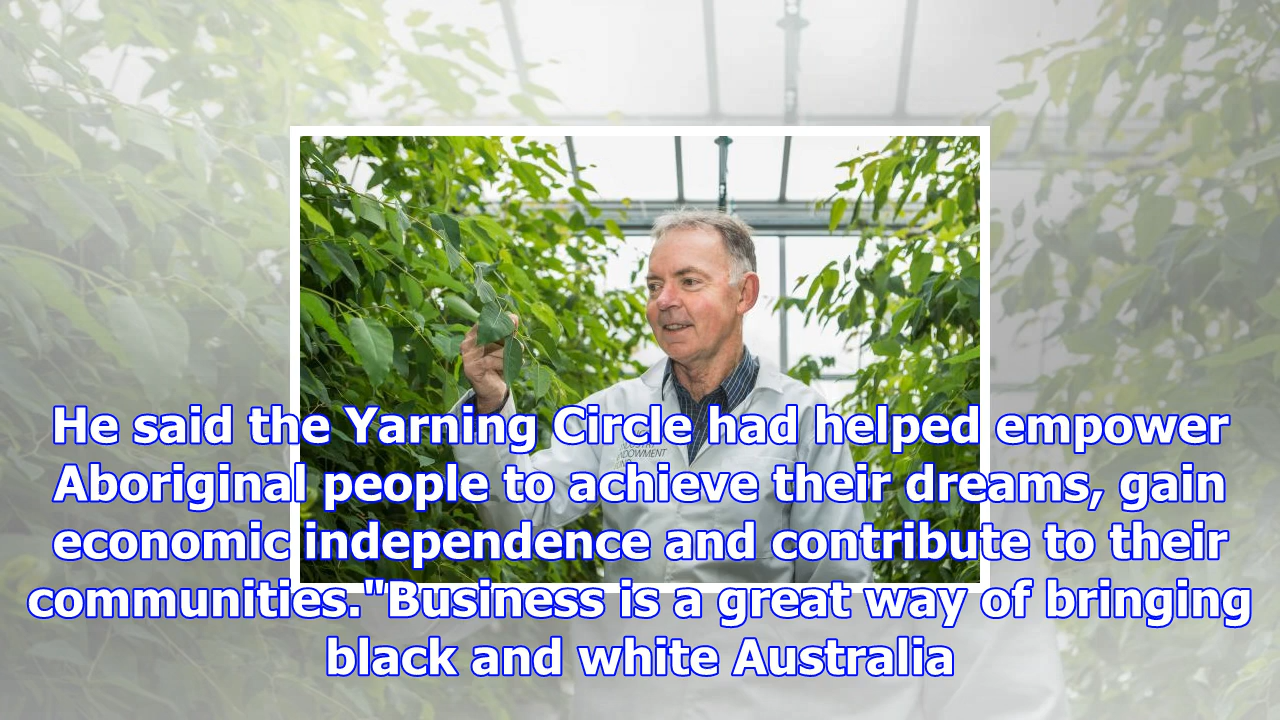 He said the Yarning Circle had helped empower
Aboriginal people to achieve their dreams, gain
economic independence and contribute to their
communities."Business is a great way of bringing
black and white Australia
ENDOWMENT